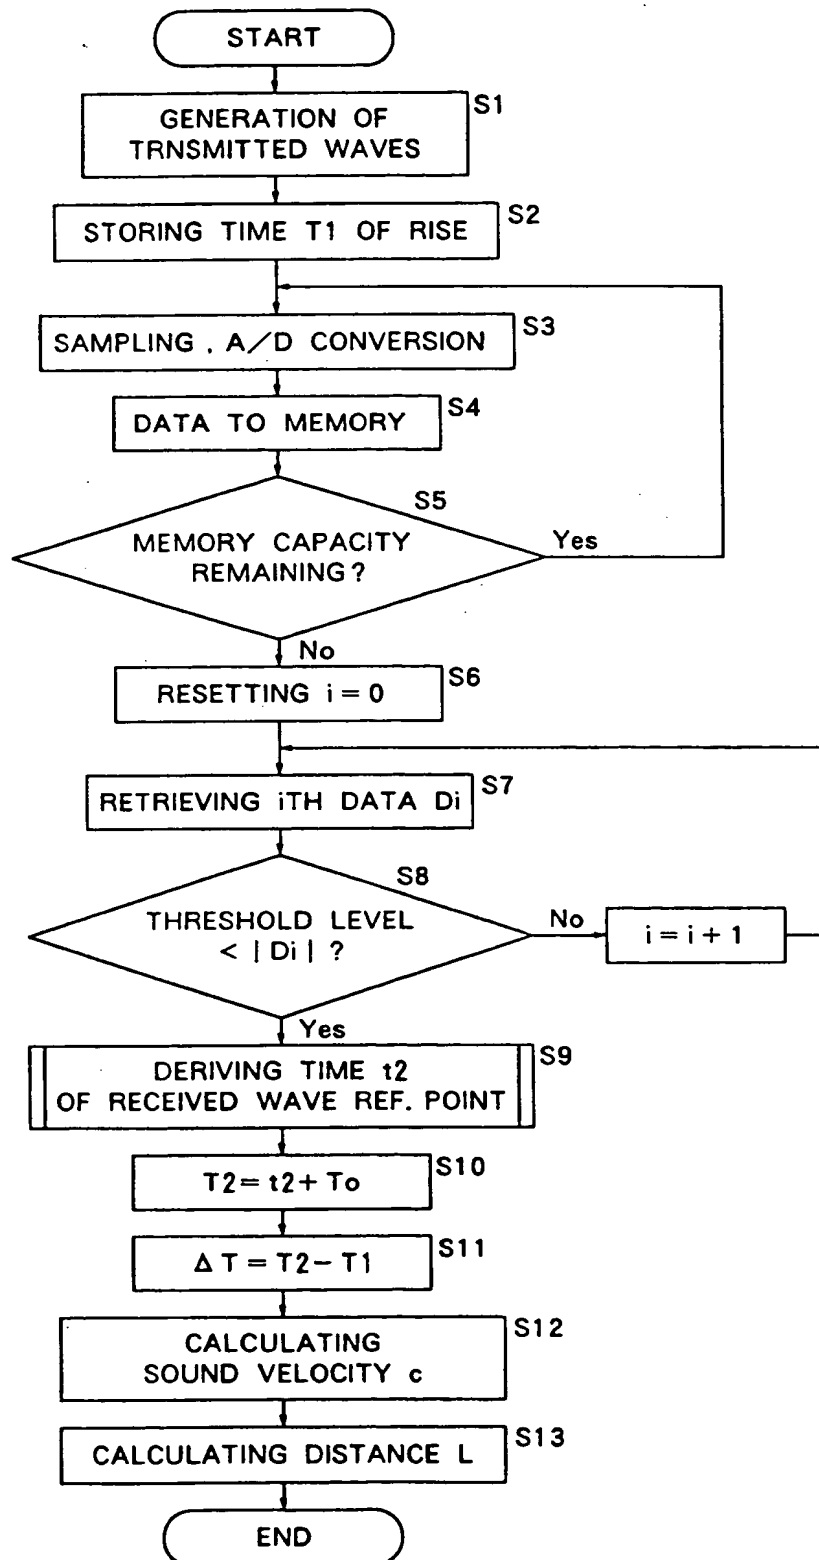 START
S1
GENERATION OF
TRNSMITTED WAVES
S2
STORING TIME T1 OF RISE
S3
SAMPLING . A/D CONVERSION
S4
DATA TO MEMORY
S5
MEMORY CAPACITY
REMAINING?
Yes
No
S6
RESETTING i=0
S7
RETRIEVING iTH DATA Di
S8
THRESHOLD LEVEL
< |Di| ?
No
i=i+1
Yes
S9
DERIVING TIME t2
OF RECEIVED WAVE REF. POINT
S10
T2=t2+To
S11
ΔT=T2-T1
S12
CALCULATING
SOUND VELOCITY c
S13
CALCULATING DISTANCE L
END